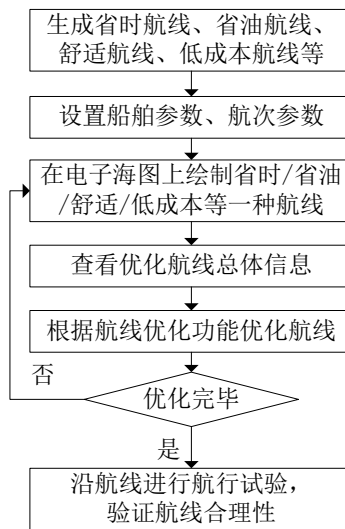 生成省时航线、省油航线、
舒适航线、低成本航线等
设置船舶参数、航次参数
在电子海图上绘制省时/省油
/舒适/低成本等一种航线
查看优化航线总体信息
根据航线优化功能优化航线
否
优化完毕
是
沿航线进行航行试验，
验证航线合理性